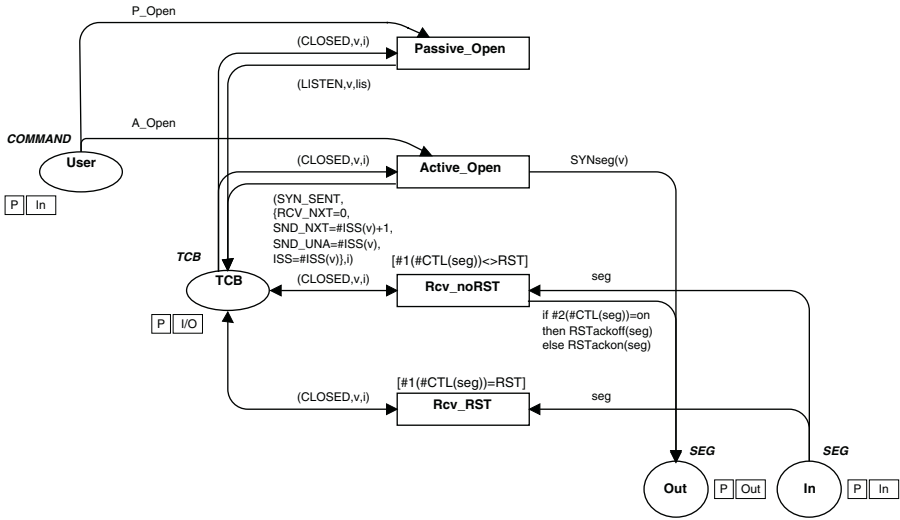 P_Open
(CLOSED,v,i)
Passive_Open
(LISTEN,v,lis)
A_Open
COMMAND
User
P In
(CLOSED,v,i)
Active_Open
SYNseg(v)
(SYN_SENT,
{RCV_NXT=0,
SND_NXT=#ISS(v)+1,
SND_UNA=#ISS(v),
ISS=#ISS(v)},i)
TCB
TCB
P I/O
[#1(#CTL(seg))<>RST]
(CLOSED,v,i)
Rcv_noRST
seg
if #2(#CTL(seg))=on
then RSTackoff(seg)
else RSTackon(seg)
[#1(#CTL(seg))=RST]
(CLOSED,v,i)
Rcv_RST
seg
SEG
Out
P Out
SEG
In
P In